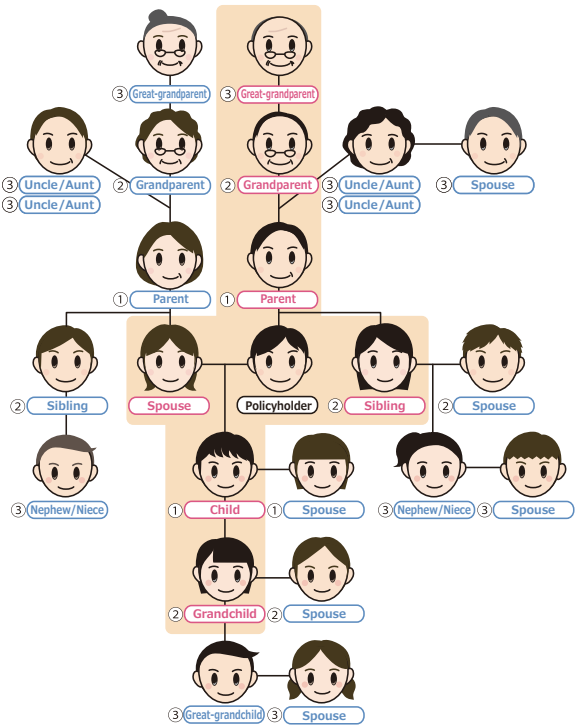 ③ Great-grandparent ③ Great-grandparent
③ Uncle/Aunt ② Grandparent ② Grandparent ③ Uncle/Aunt ③ Spouse
③ Uncle/Aunt ③ Uncle/Aunt
① Parent ① Parent
② Sibling Spouse Policyholder ② Sibling ② Spouse
③ Nephew/Niece ① Child ① Spouse ③ Nephew/Niece ③ Spouse
② Grandchild ② Spouse
③ Great-grandchild ③ Spouse